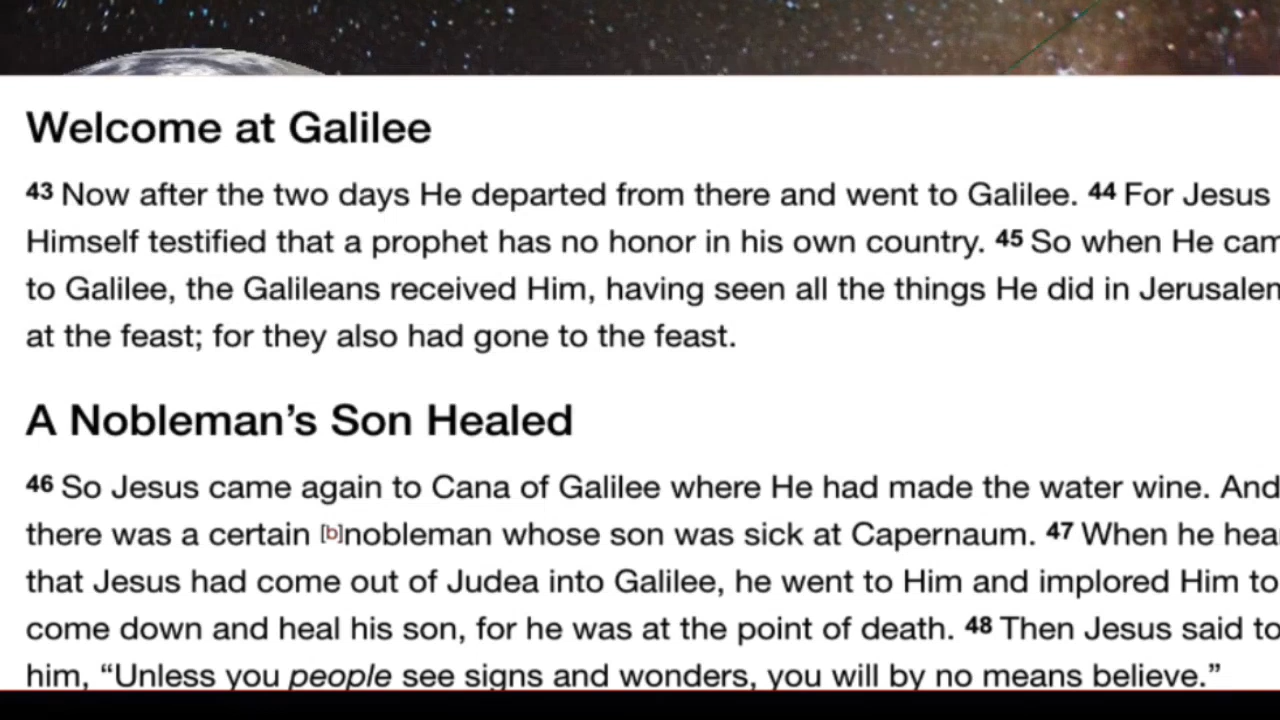 Welcome at Galilee
43 Now after the two days He departed from there and went to Galilee. 44 For Jesus
Himself testified that a prophet has no honor in his own country. 45 So when He cam
to Galilee, the Galileans received Him, having seen all the things He did in Jerusalem
at the feast; for they also had gone to the feast.
A Nobleman’s Son Healed
46 So Jesus came again to Cana of Galilee where He had made the water wine. And
there was a certain [b]nobleman whose son was sick at Capernaum. 47 When he hea
that Jesus had come out of Judea into Galilee, he went to Him and implored Him to
come down and heal his son, for he was at the point of death. 48 Then Jesus said to
him, “Unless you people see signs and wonders, you will by no means believe.”